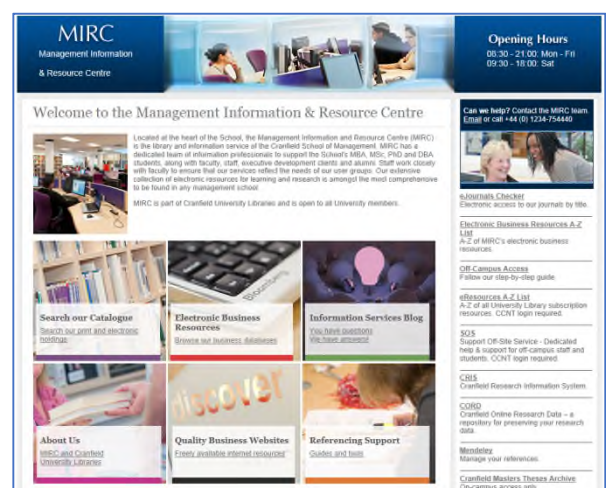 MIRC
Management Information
& Resource Centre
Opening Hours
08:30 - 21:00: Mon - Fri
09:30 - 18:00: Sat
Welcome to the Management Information & Resource Centre
Located at the heart of the School, the Management Information and Resource Centre (MIRC)
is the library and information service of the Cranfield School of Management. MIRC has a
dedicated team of information professionals to support the School's MBA, MSc, PhD and DBA
students, along with faculty, staff, executive development clients and alumni. Staff work closely
with faculty to ensure that our services reflect the needs of our user groups. Our extensive
collection of electronic resources for learning and research is amongst the most comprehensive
to be found in any management school.
MIRC is part of Cranfield University Libraries and is open to all University members.
Search our Catalogue
Search our print and electronic
holdings
Bloomberg
Electronic Business
Resources
Browse our business databases
Information Services Blog
You have questions
We have answers!
About Us
MIRC and Cranfield
University Libraries
discover
Quality Business Websites
Freely available internet resources
Referencing Support
Guides and tools
Can we help? Contact the MIRC team.
Email or call +44 (0) 1234-754440
eJournals Checker
Electronic access to our journals by title.
Electronic Business Resources A-Z
List
A-Z of MIRC's electronic business
resources.
Off-Campus Access
Follow our step-by-step guide.
eResources A-Z List
A-Z of all University Library subscription
resources. CCNT login required.
SOS
Support Off-Site Service - Dedicated
help & support for off-campus staff and
students. CCNT login required.
CRIS
Cranfield Research Information System.
CORD
Cranfield Online Research Data – a
repository for preserving your research
data.
Mendeley
Manage your references.
Cranfield Masters Theses Archive
On-campus access only.